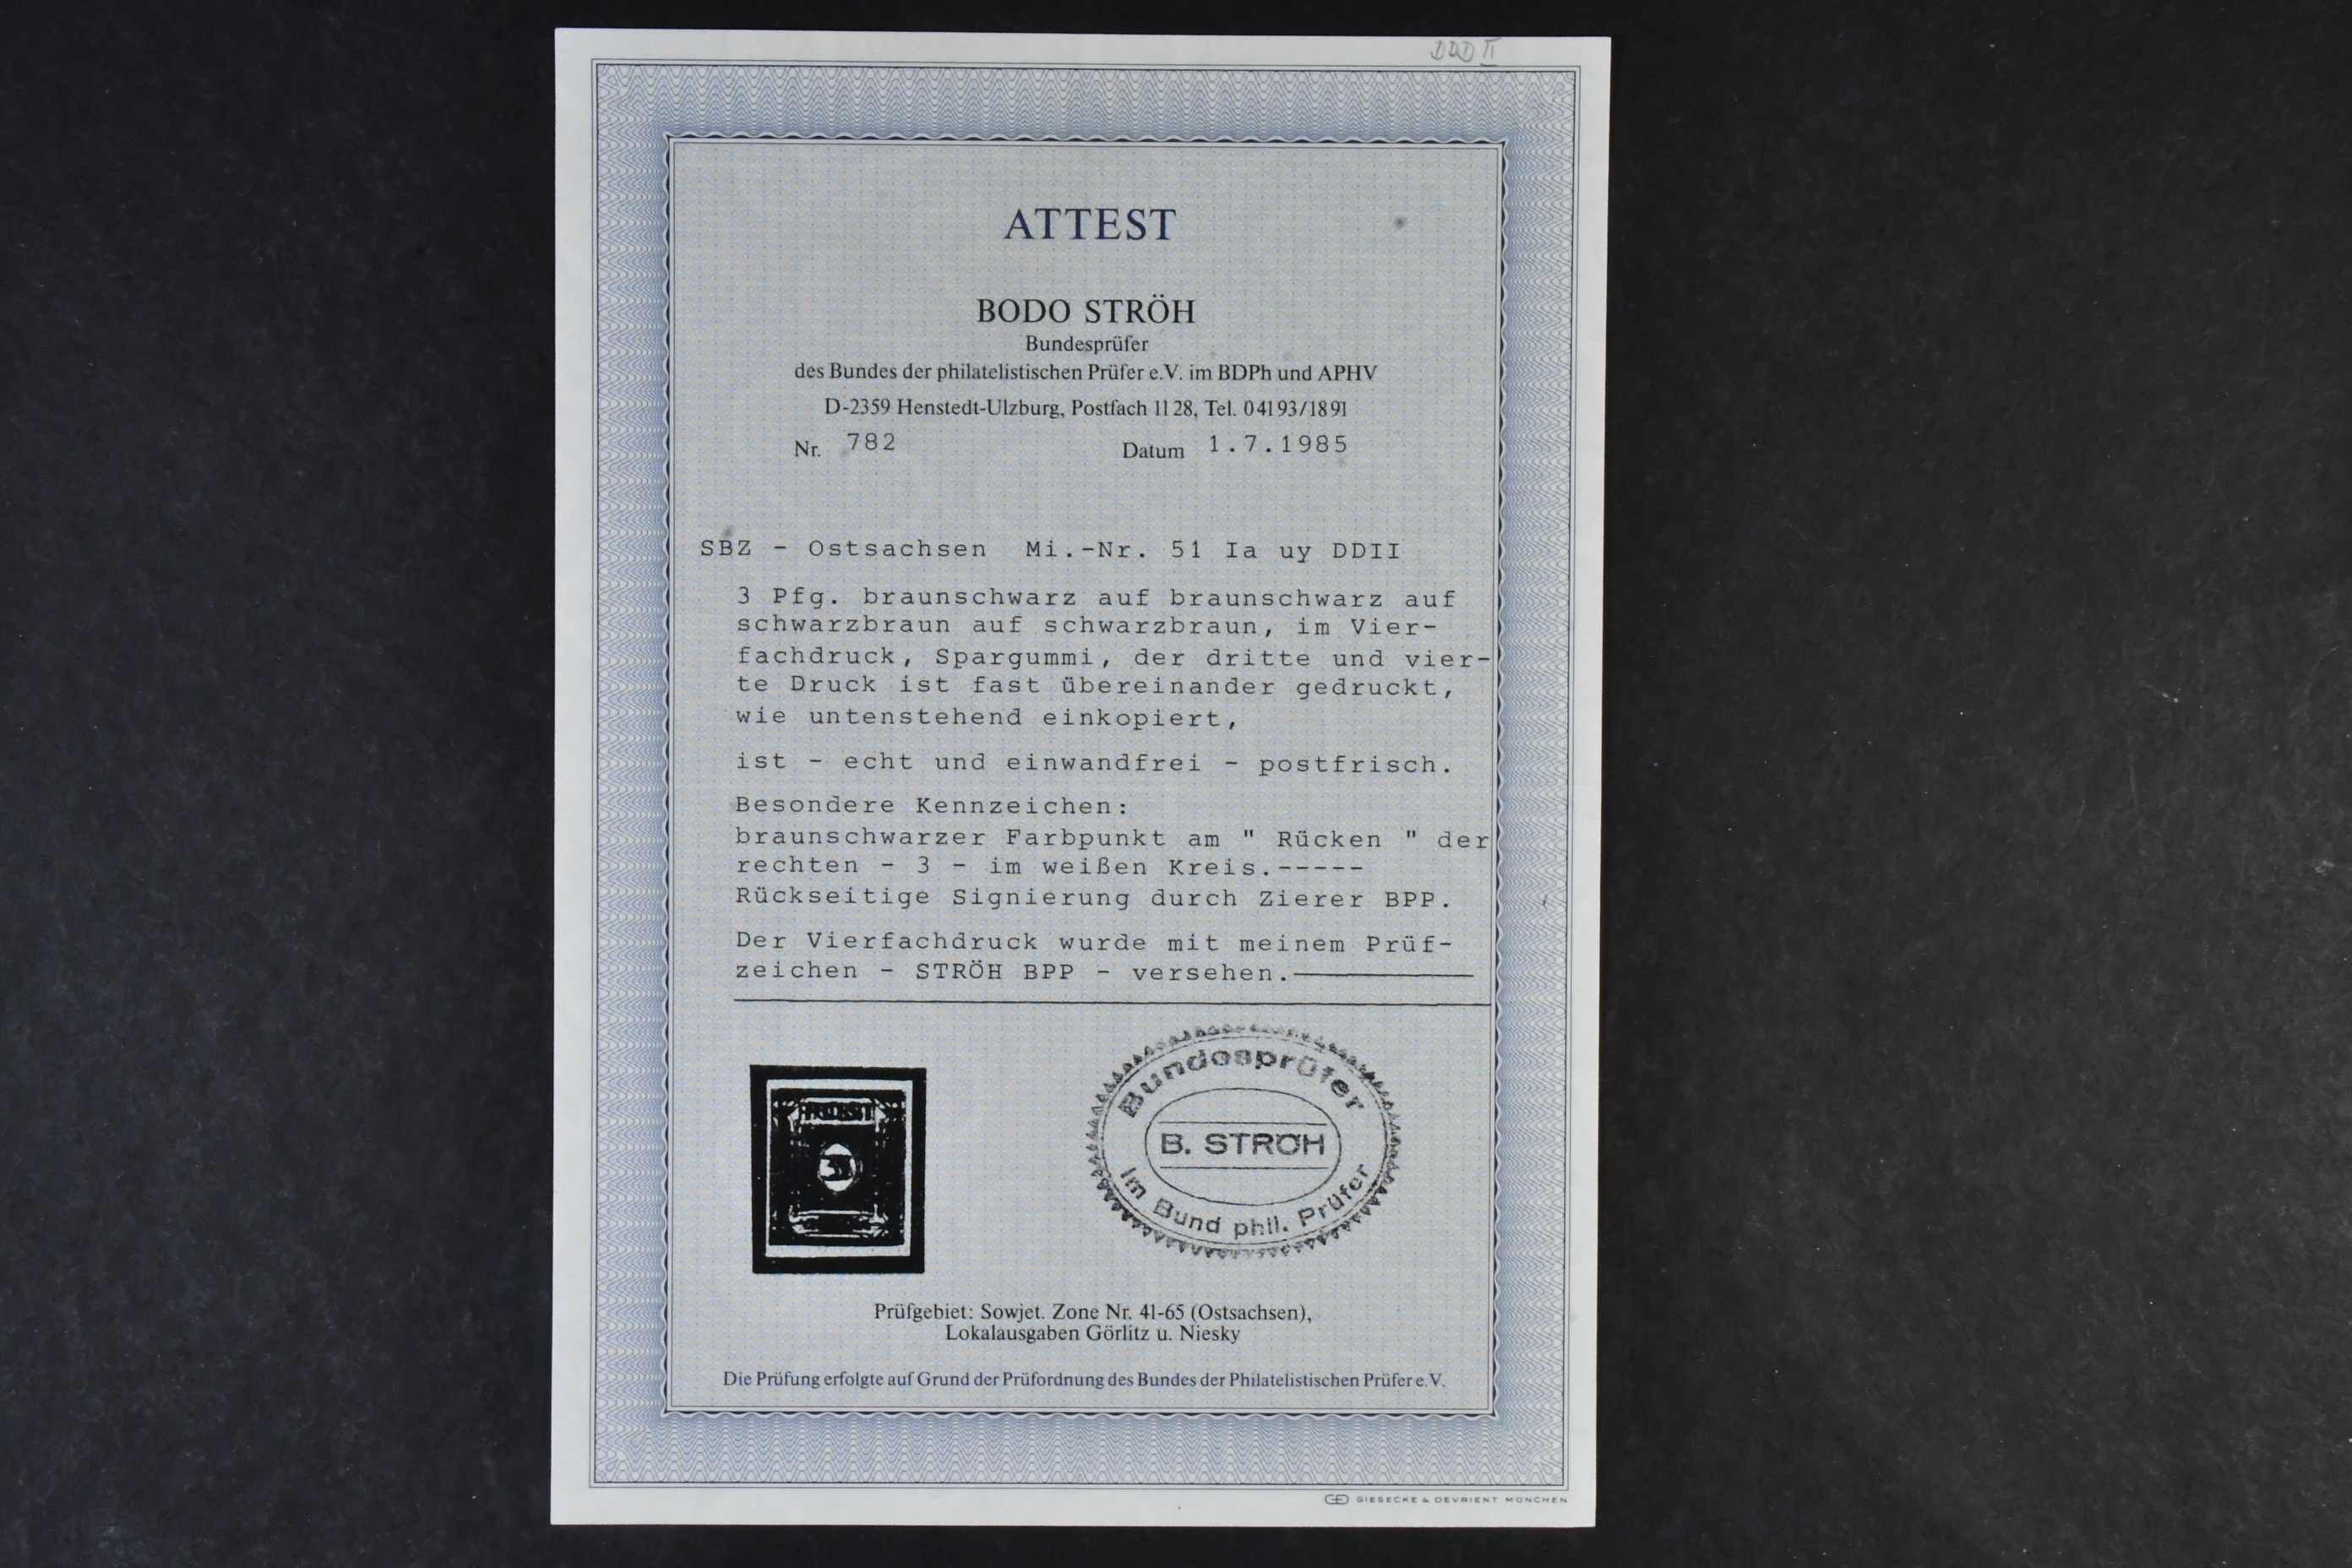 DDD II
ATTEST
BODO STRÖH
Bundesprüfer
des Bundes der philatelistischen Prüfer e.V. im BDPh und APHV
D-2359 Henstedt-Ulzburg, Postfach 1128, Tel. 04193/1891
Nr. 782 Datum 1.7.1985
SBZ - Ostsachsen Mi.-Nr. 51 Ia uy DDII
3 Pfg. braunschwarz auf braunschwarz auf
schwarzbraun auf schwarzbraun, im Vier-
fachdruck, Spargummi, der dritte und vier-
te Druck ist fast übereinander gedruckt,
wie untenstehend einkopiert,
ist - echt und einwandfrei - postfrisch.
Besondere Kennzeichen:
braunschwarzer Farbpunkt am " Rücken " der
rechten - 3 - im weißen Kreis.-----
Rückseitige Signierung durch Zierer BPP.
Der Vierfachdruck wurde mit meinem Prüf-
zeichen - STRÖH BPP - versehen.
Bundesprüfer
B. STRÖH
im Bund phil. Prüfer
Prüfgebiet: Sowjet. Zone Nr. 41-65 (Ostsachsen),
Lokalausgaben Görlitz u. Niesky
Die Prüfung erfolgte auf Grund der Prüfordnung des Bundes der Philatelistischen Prüfer e.V.
GIESECKE & DEVRIENT MÜNCHEN